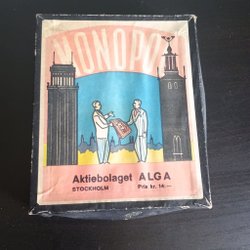 MONOPOL
Aktiebolaget ALGA
STOCKHOLM Pris kr. 14:—